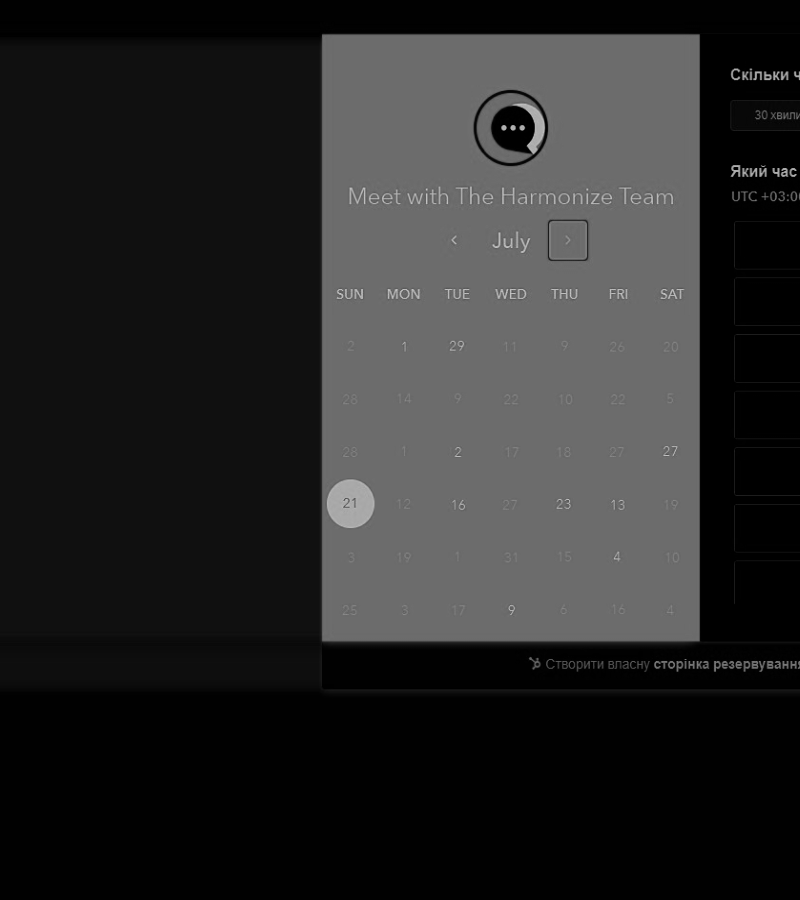 Meet with The Harmonize Team
July
SUN MON TUE WED THU FRI SAT
2 1 29 11 9 26 20
28 14 9 22 10 22 5
28 1 2 17 18 27 27
21 12 16 27 23 13 19
3 19 1 31 15 4 10
25 3 17 9 6 16 4
Скільки
30
Який час
UTC +03:00
Створити власну сторінка резервування